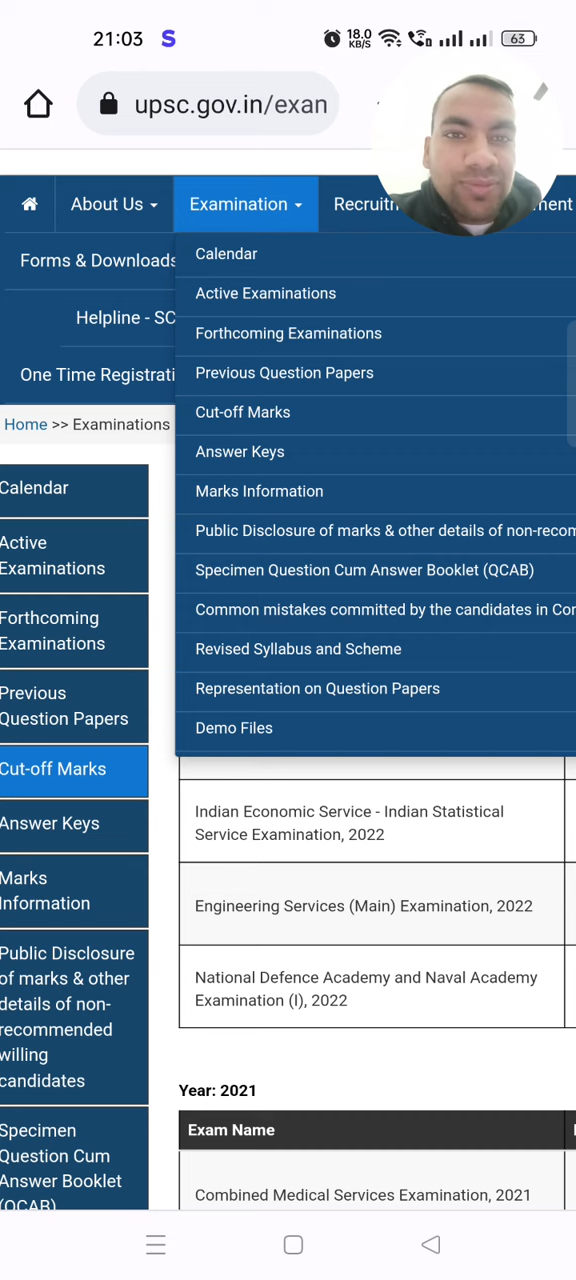 21:03 S 18.0 KB/S 63
upsc.gov.in/exan
About Us Examination
Forms & Downloads
Helpline - SC
One Time Registrati
Calendar
Active Examinations
Forthcoming Examinations
Previous Question Papers
Cut-off Marks
Answer Keys
Marks Information
Public Disclosure of marks & other details of non-recom
Specimen Question Cum Answer Booklet (QCAB)
Common mistakes committed by the candidates in Cor
Revised Syllabus and Scheme
Representation on Question Papers
Demo Files
Home >> Examinations
Calendar
Active
Examinations
Forthcoming
Examinations
Previous
Question Papers
Cut-off Marks
Answer Keys
Marks
Information
Public Disclosure
of marks & other
details of non-
recommended
willing
candidates
Specimen
Question Cum
Answer Booklet
(QCAB)
Indian Economic Service - Indian Statistical
Service Examination, 2022
Engineering Services (Main) Examination, 2022
National Defence Academy and Naval Academy
Examination (I), 2022
Year: 2021
Exam Name
Combined Medical Services Examination, 2021